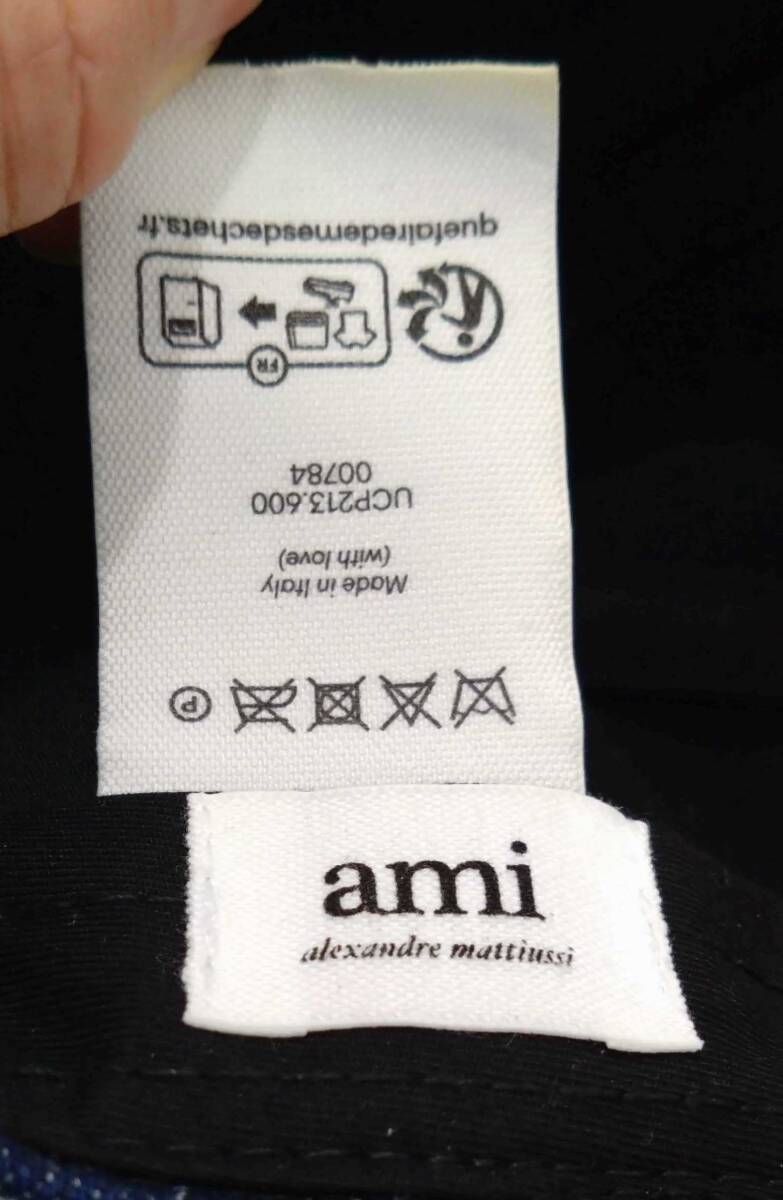 quefairedemesdechets.fr
FR
UCP213.600
00784
Made in Italy
(with love)
P
ami
alexandre mattiussi